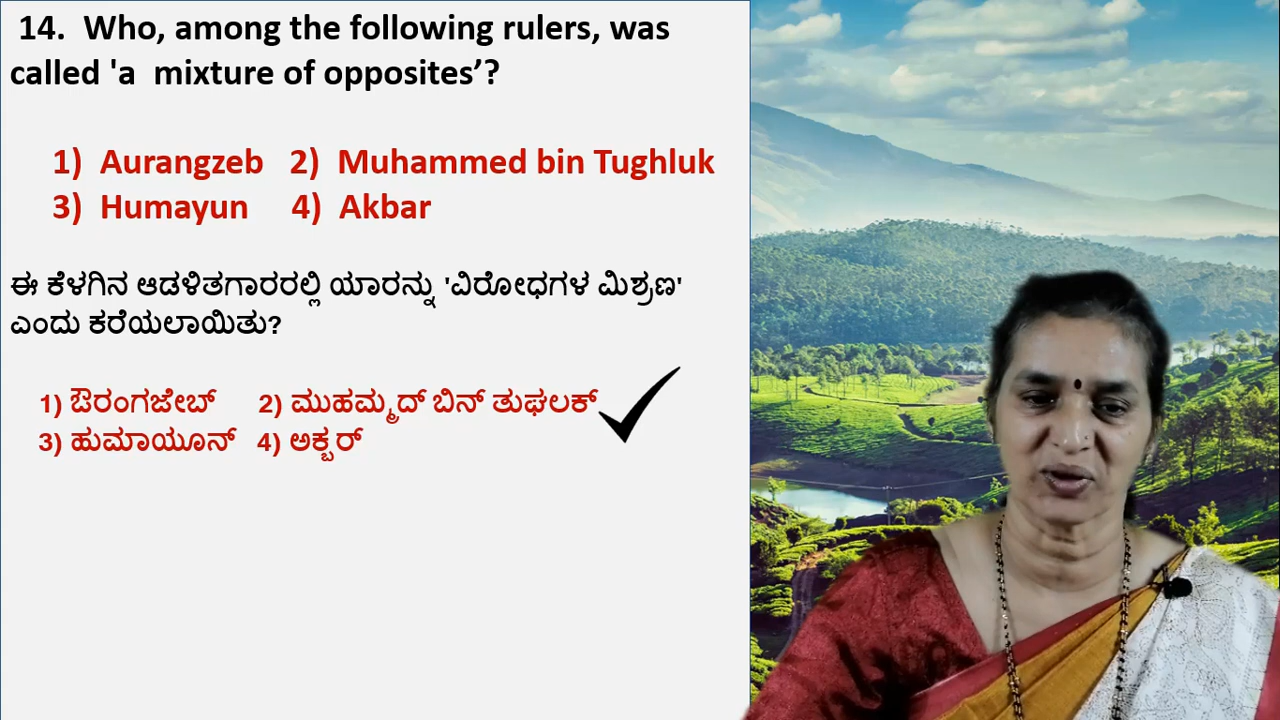 14. Who, among the following rulers, was
called 'a mixture of opposites’?
1) Aurangzeb 2) Muhammed bin Tughluk
3) Humayun 4) Akbar
ಈ ಕೆಳಗಿನ ಆಡಳಿತಗಾರರಲ್ಲಿ ಯಾರನ್ನು 'ವಿರೋಧಗಳ ಮಿಶ್ರಣ'
ಎಂದು ಕರೆಯಲಾಯಿತು?
1) ಔರಂಗಜೇಬ್ 2) ಮುಹಮ್ಮದ್ ಬಿನ್ ತುಘಲಕ್
3) ಹುಮಾಯೂನ್ 4) ಅಕ್ಬರ್